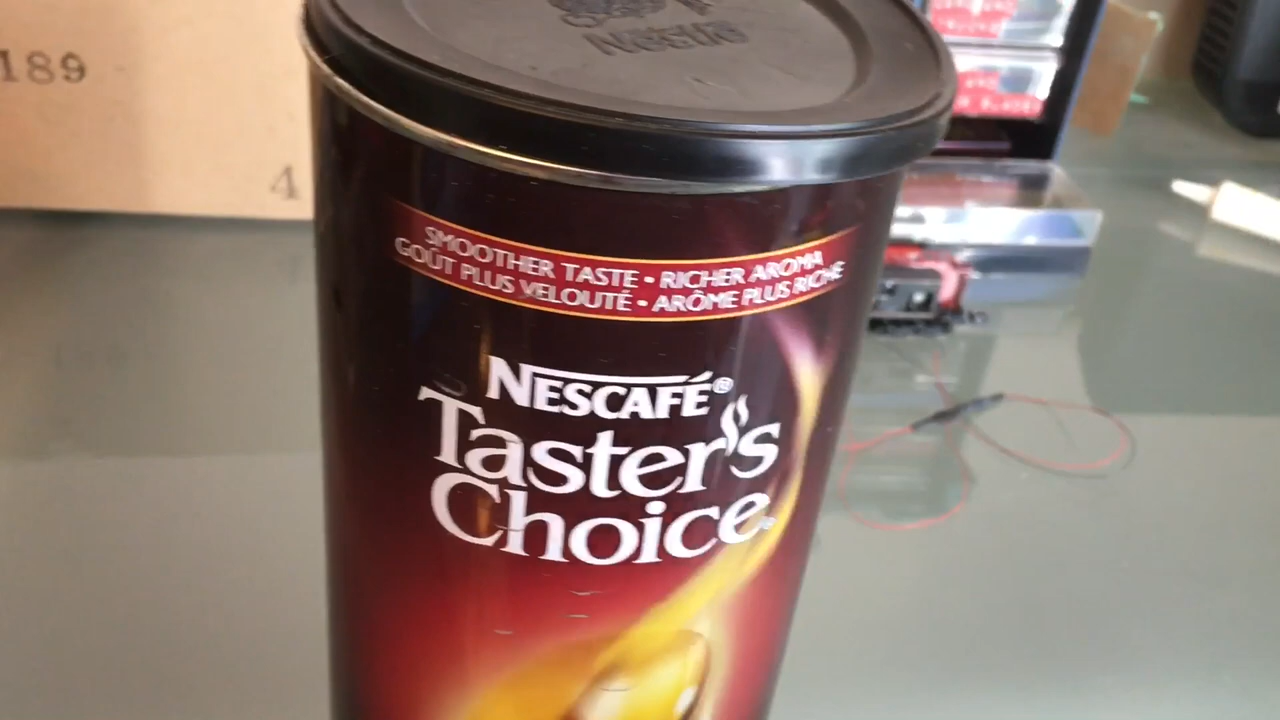 189
4
Nestlé
SMOOTHER TASTE • RICHER AROMA
GOÛT PLUS VELOUTÉ • ARÔME PLUS RICHE
NESCAFÉ®
Taster's
Choice